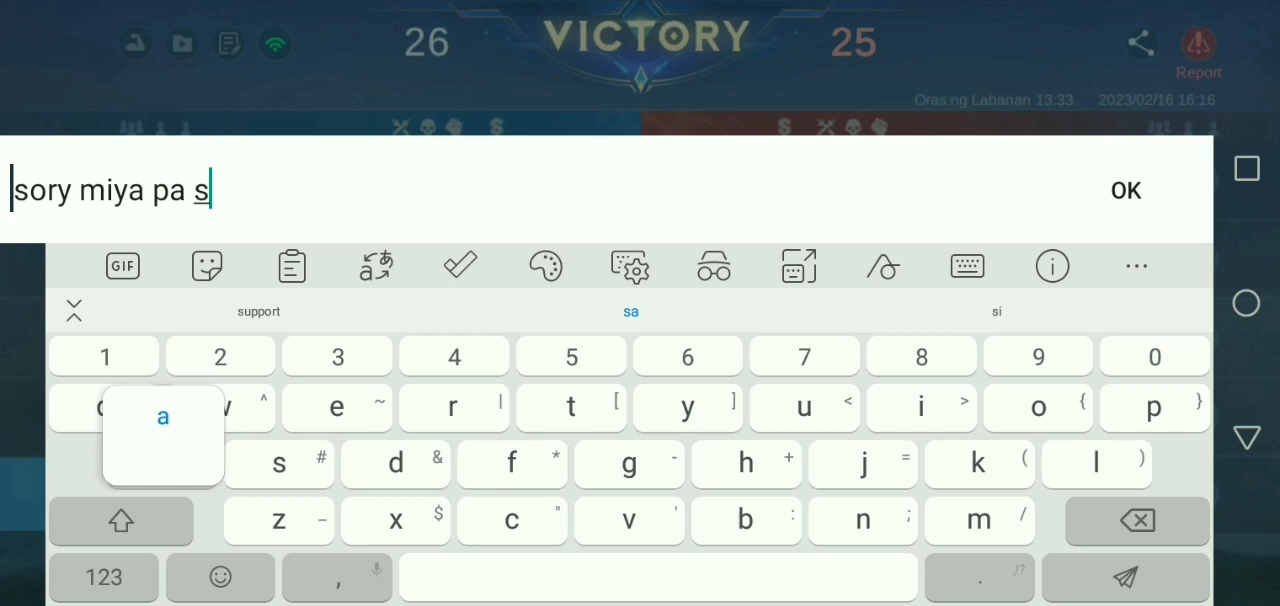 26 VICTORY 25
Report
Oras ng Labanan 13:33 2023/02/16 16:16
sory miya pa s
OK
GIF
support sa si
1 2 3 4 5 6 7 8 9 0
a ^ e ~ r | t [ y ] u < i > o { p }
s # d & f * g - h + j = k ( l )
z _ x $ c " v ' b : n ; m /
123 , . ,!?